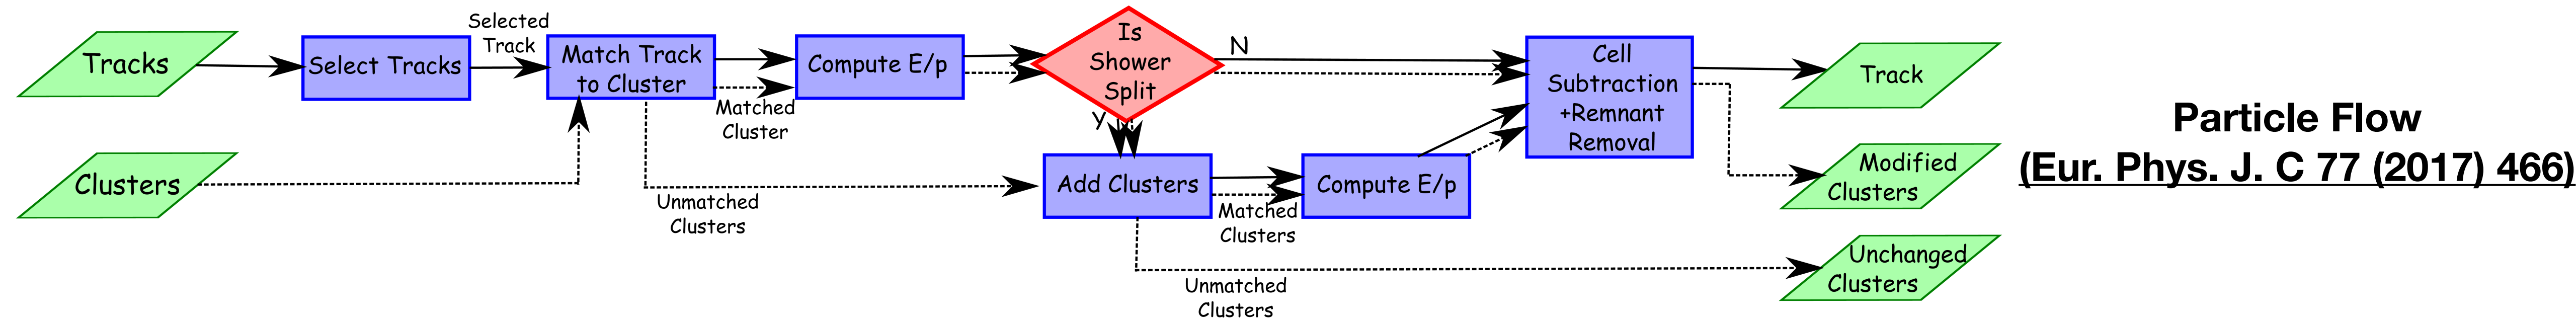 Tracks
Select Tracks
Selected
Track
Match Track
to Cluster
Matched
Cluster
Compute E/p
Is
Shower
Split
N
Y
Cell
Subtraction
+Remnant
Removal
Track
Clusters
Unmatched
Clusters
Add Clusters
Matched
Clusters
Compute E/p
Modified
Clusters
Unmatched
Clusters
Unchanged
Clusters
Particle Flow
(Eur. Phys. J. C 77 (2017) 466)